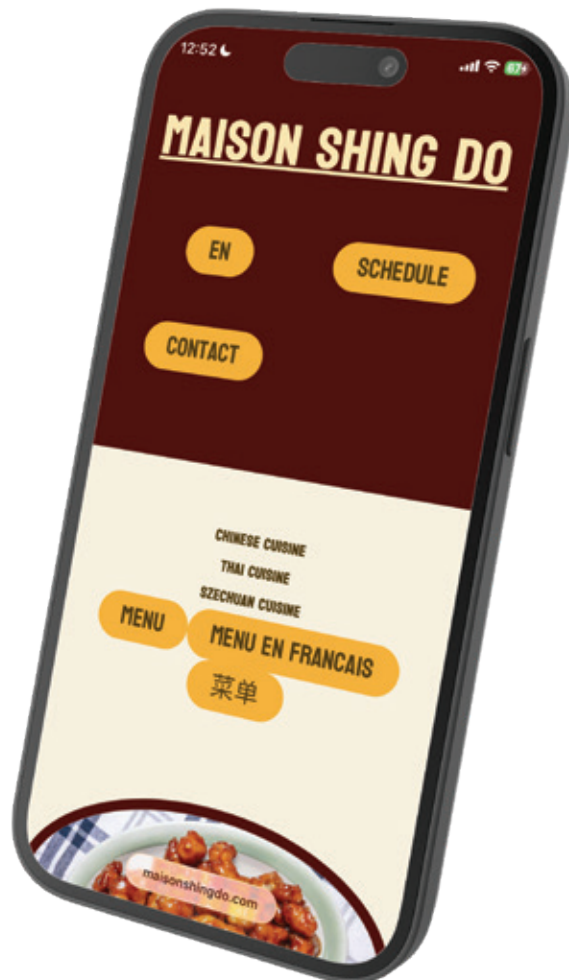 12:52
67
MAISON SHING DO
EN
SCHEDULE
CONTACT
CHINESE CUISINE
THAI CUISINE
SZECHUAN CUISINE
MENU
MENU EN FRANCAIS
菜单
maisonshingdo.com